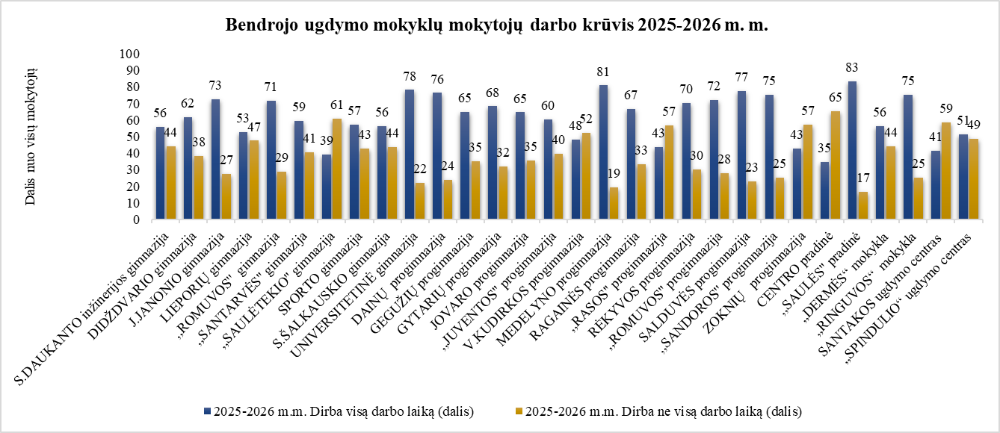 Bendrojo ugdymo mokyklų mokytojų darbo krūvis 2025-2026 m. m.
Dalis nuo visų mokytojų
100
90
80
70
60
50
40
30
20
10
0
56 44
62 38
73 27
53 47
71 29
59 41
39 61
57 43
56 44
78 22
76 24
65 35
68 32
65 35
60 40
48 52
81 19
67 33
43 57
70 30
72 28
77 23
75 25
43 57
35 65
83 17
56 44
75 25
41 59
51 49
S.DAUKANTO inžinerijos gimnazija
DIDŽDVARIO gimnazija
J.JANONIO gimnazija
LIEPORIŲ gimnazija
„ROMUVOS" gimnazija
„SANTARVĖS" gimnazija
„SAULĖTEKIO" gimnazija
SPORTO gimnazija
S.ŠALKAUSKIO gimnazija
UNIVERSITETINĖ gimnazija
DAINŲ progimnazija
GEGUŽIŲ progimnazija
GYTARIŲ progimnazija
JOVARO progimnazija
„JUVENTOS" progimnazija
V.KUDIRKOS progimnazija
MEDELYNO progimnazija
RAGAINĖS progimnazija
„RASOS" progimnazija
RĖKYVOS progimnazija
„ROMUVOS" progimnazija
SALDUVĖS progimnazija
„SANDOROS" progimnazija
ZOKNIŲ progimnazija
CENTRO pradinė
„SAULĖS" pradinė
„DERMĖS“ mokykla
„RINGUVOS“ mokykla
SANTAKOS ugdymo centras
„SPINDULIO“ ugdymo centras
2025-2026 m.m. Dirba visą darbo laiką (dalis)
2025-2026 m.m. Dirba ne visą darbo laiką (dalis)